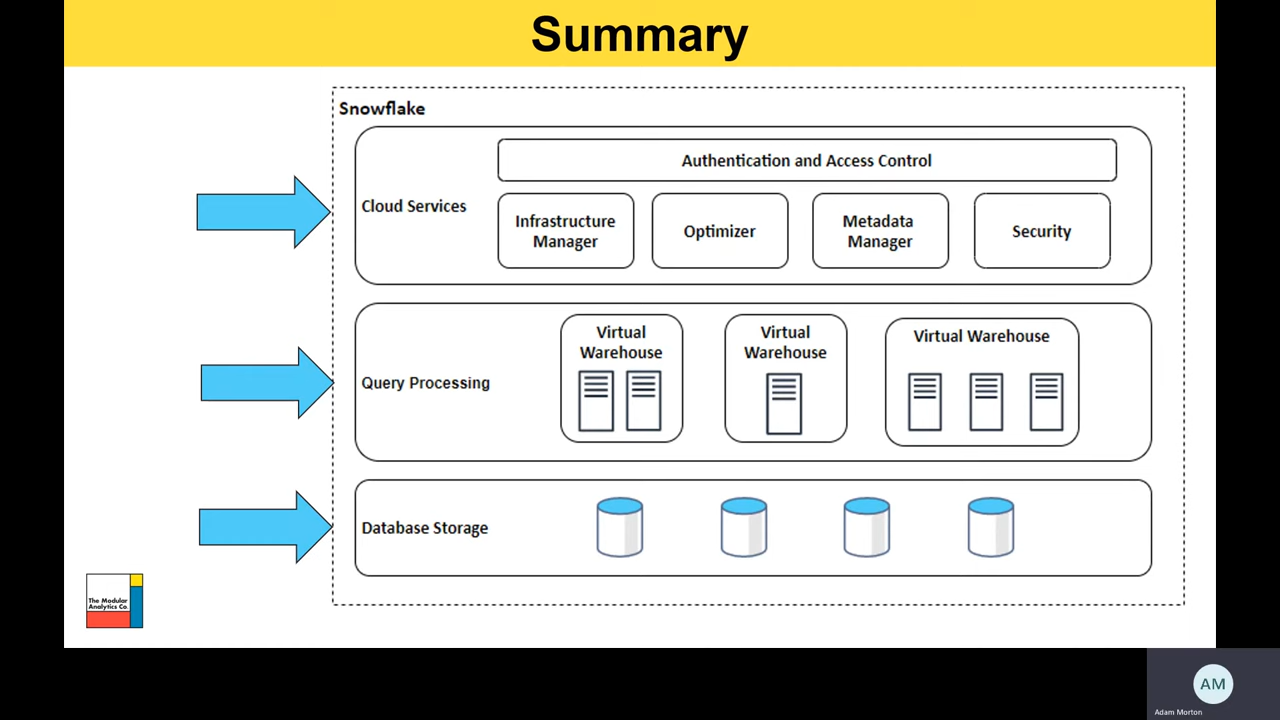 Summary
Snowflake
Authentication and Access Control
Cloud Services
Infrastructure
Manager
Optimizer
Metadata
Manager
Security
Virtual
Warehouse
Virtual
Warehouse
Virtual Warehouse
Query Processing
Database Storage
The Modular
Analytics Co.
AM
Adam Morton